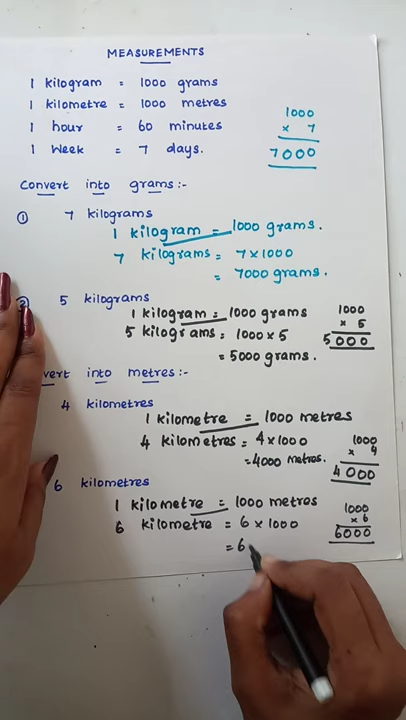 MEASUREMENTS
1 kilogram = 1000 grams
1 kilometre = 1000 metres
1 hour = 60 minutes
1 week = 7 days.
1000
× 7
7000
Convert into grams:-
① 7 kilograms
1 kilogram = 1000 grams.
7 kilograms = 7×1000
= 7000 grams.
② 5 kilograms
1 kilogram = 1000 grams
5 kilograms = 1000 × 5
= 5000 grams.
1000
× 5
5000
vert into metres:-
4 kilometres
1 kilometre = 1000 metres
4 kilometres = 4×1000
= 4000 metres.
1000
× 4
4000
6 kilometres
1 kilometre = 1000 metres
6 kilometre = 6 × 1000
= 6
1000
× 6
6000